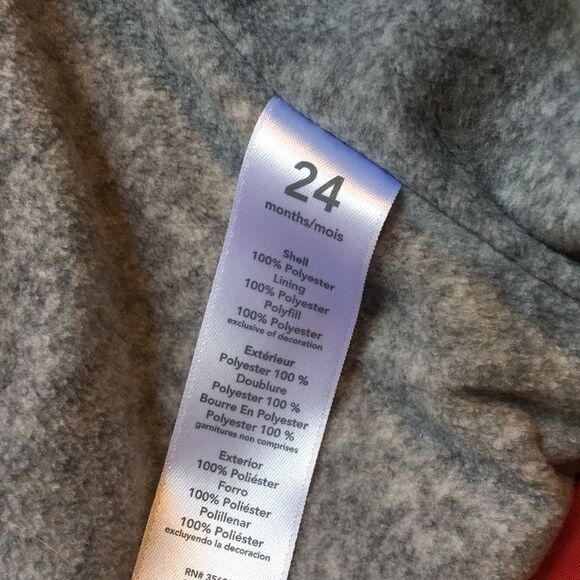 24
months/mois
Shell
100% Polyester
Lining
100% Polyester
Polyfill
100% Polyester
exclusive of decoration
Extérieur
Polyester 100 %
Doublure
Polyester 100 %
Bourre En Polyester
Polyester 100 %
garnitures non comprises
Exterior
100% Poliéster
Forro
100% Poliéster
Polillenar
100% Poliéster
excluyendo la decoracion
RN#